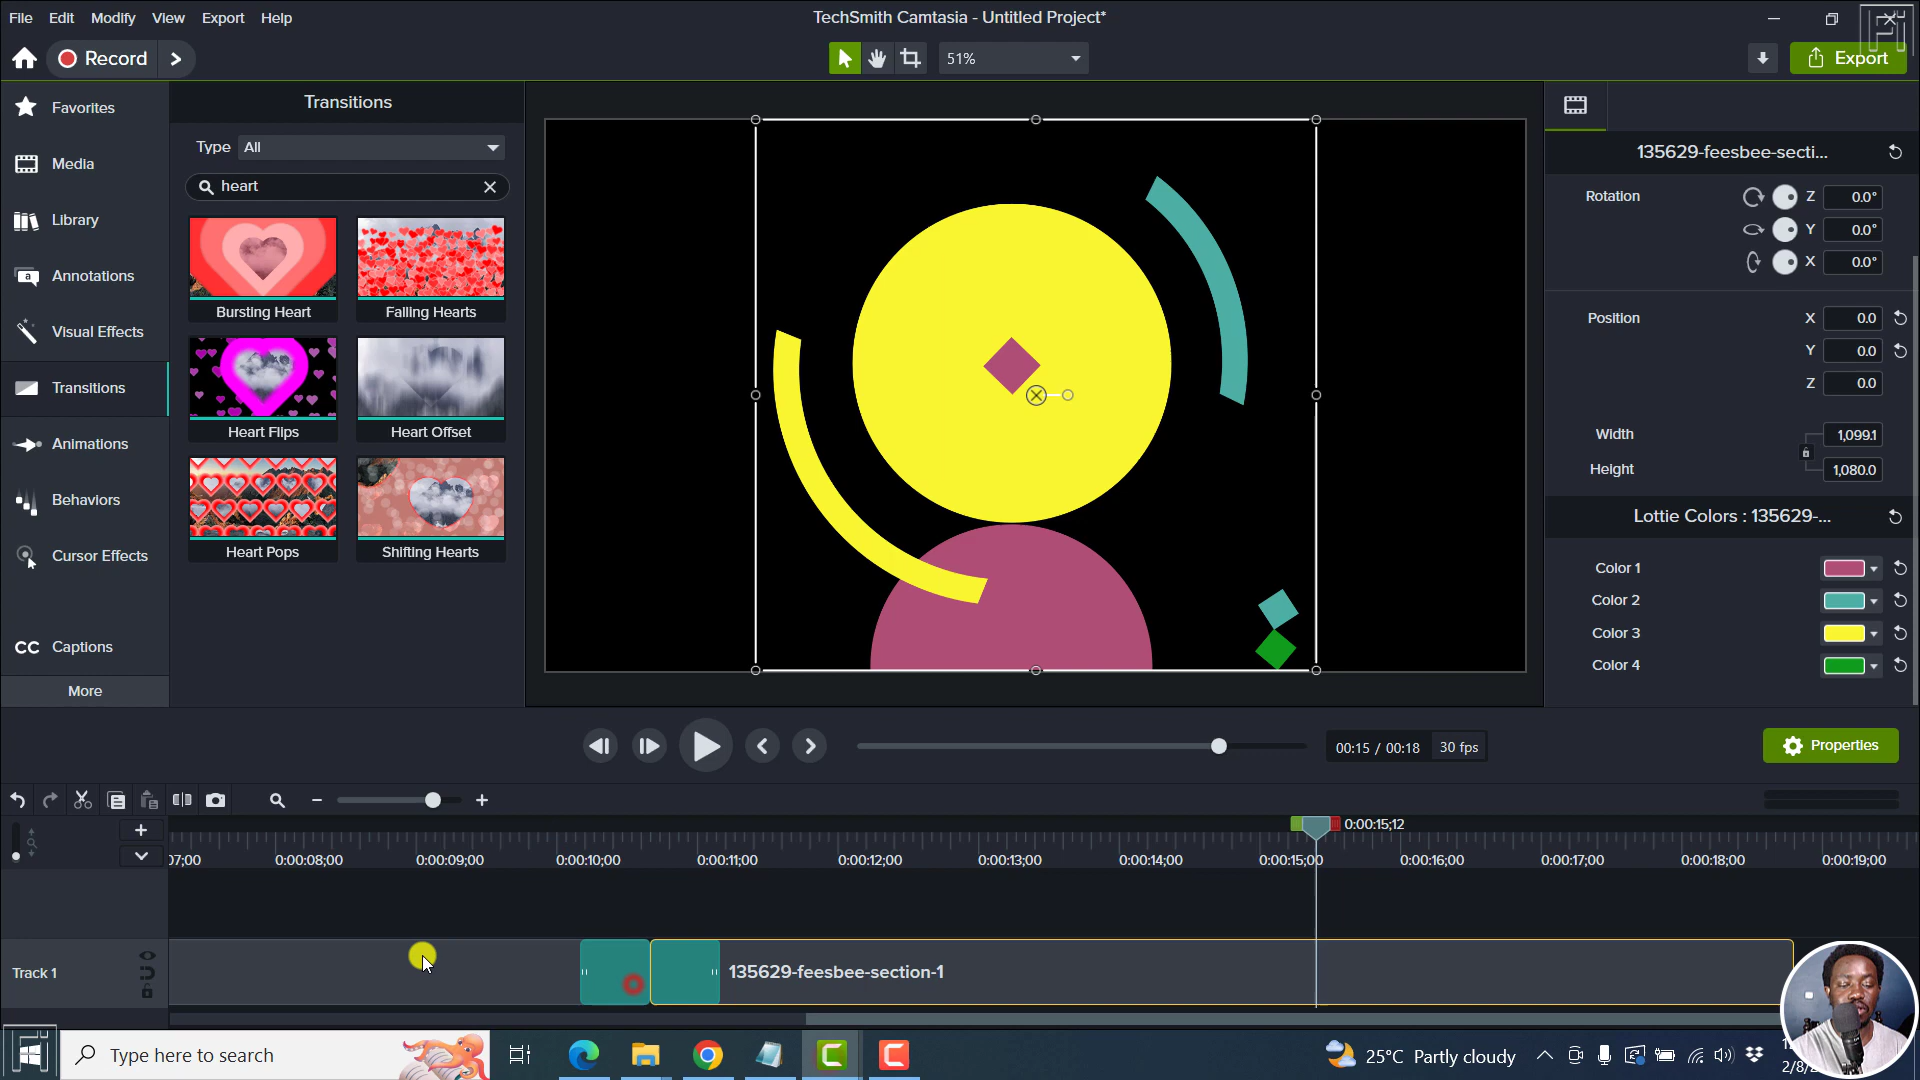 File Edit Modify View Export Help
TechSmith Camtasia - Untitled Project*
Record
51%
Export
Favorites
Media
Library
Annotations
Visual Effects
Transitions
Animations
Behaviors
Cursor Effects
CC Captions
More
Transitions
Type All
heart
Bursting Heart
Falling Hearts
Heart Flips
Heart Offset
Heart Pops
Shifting Hearts
135629-feesbee-secti...
Rotation
Z 0.0°
Y 0.0°
X 0.0°
Position
X 0.0
Y 0.0
Z 0.0
Width 1,099.1
Height 1,080.0
Lottie Colors : 135629-...
Color 1
Color 2
Color 3
Color 4
00:15 / 00:18 30 fps
Properties
0:00:15;12
07;00 0:00:08;00 0:00:09;00 0:00:10;00 0:00:11;00 0:00:12;00 0:00:13;00 0:00:14;00 0:00:15;00 0:00:16;00 0:00:17;00 0:00:18;00 0:00:19;00
Track 1
135629-feesbee-section-1
Type here to search
25°C Partly cloudy